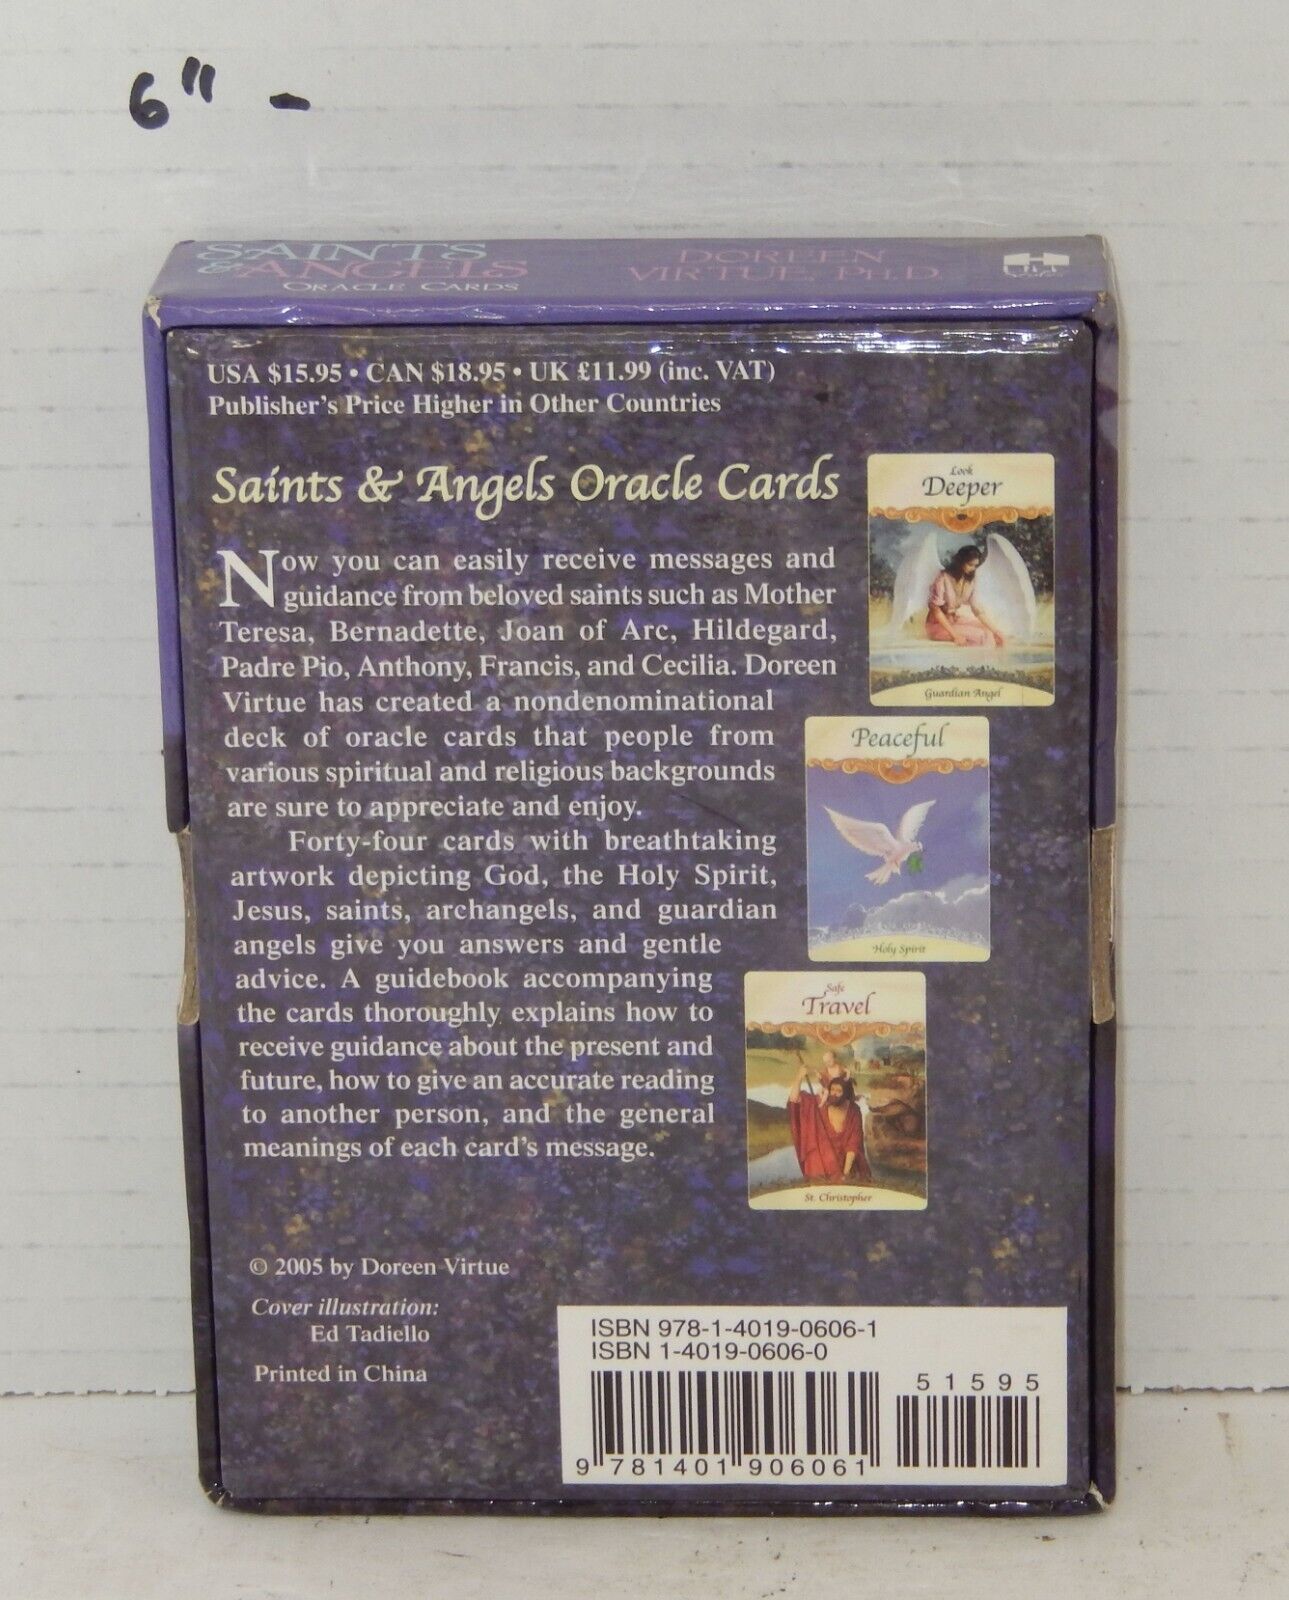 6" -
SAINTS
& ANGELS
ORACLE CARDS
DOREEN
VIRTUE, PH.D.
USA $15.95 • CAN $18.95 • UK £11.99 (inc. VAT)
Publisher's Price Higher in Other Countries
Saints & Angels Oracle Cards
Now you can easily receive messages and
guidance from beloved saints such as Mother
Teresa, Bernadette, Joan of Arc, Hildegard,
Padre Pio, Anthony, Francis, and Cecilia. Doreen
Virtue has created a nondenominational
deck of oracle cards that people from
various spiritual and religious backgrounds
are sure to appreciate and enjoy.
Forty-four cards with breathtaking
artwork depicting God, the Holy Spirit,
Jesus, saints, archangels, and guardian
angels give you answers and gentle
advice. A guidebook accompanying
the cards thoroughly explains how to
receive guidance about the present and
future, how to give an accurate reading
to another person, and the general
meanings of each card's message.
Look
Deeper
Guardian Angel
Peaceful
Holy Spirit
Safe
Travel
St. Christopher
© 2005 by Doreen Virtue
Cover illustration:
Ed Tadiello
Printed in China
ISBN 978-1-4019-0606-1
ISBN 1-4019-0606-0
51595
9 781401 906061